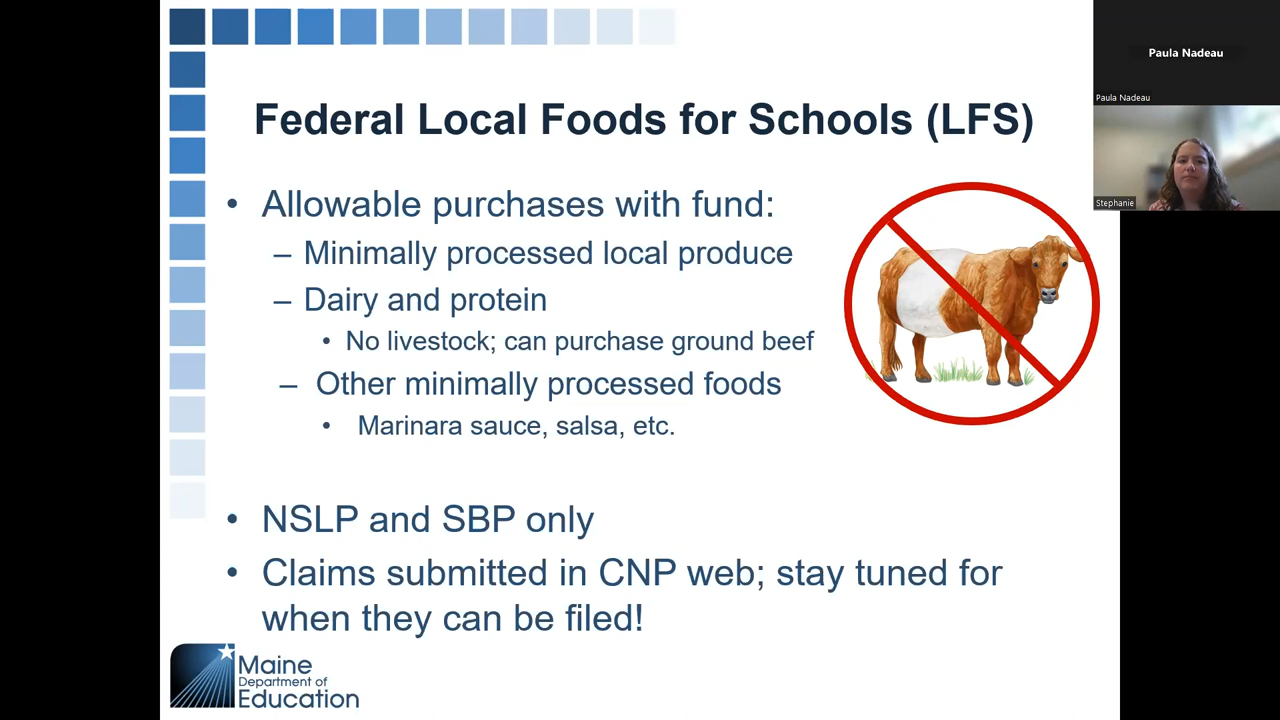 Federal Local Foods for Schools (LFS)
• Allowable purchases with fund:
– Minimally processed local produce
– Dairy and protein
• No livestock; can purchase ground beef
– Other minimally processed foods
• Marinara sauce, salsa, etc.
• NSLP and SBP only
• Claims submitted in CNP web; stay tuned for
when they can be filed!
Maine
Department of
Education
Paula Nadeau
Paula Nadeau
Stephanie